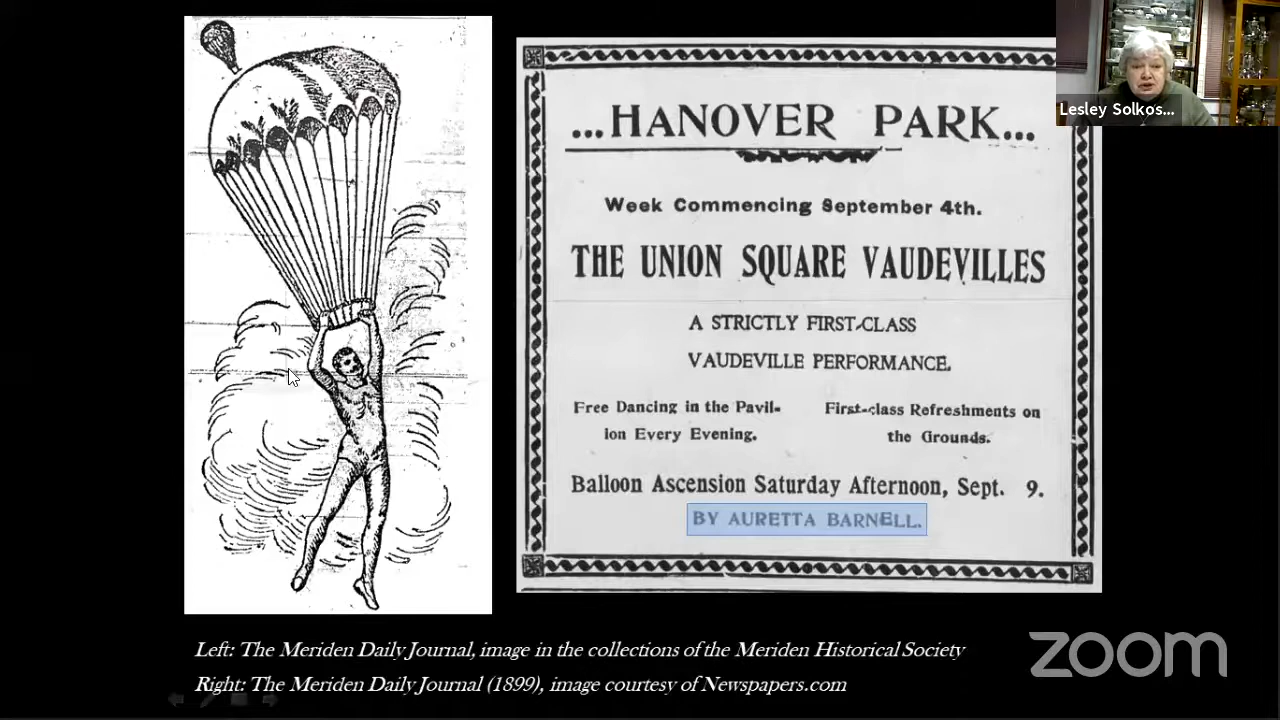 ...HANOVER PARK...
Week Commencing September 4th.
THE UNION SQUARE VAUDEVILLES
A STRICTLY FIRST-CLASS
VAUDEVILLE PERFORMANCE.
Free Dancing in the Pavil-
ion Every Evening.
First-class Refreshments on
the Grounds.
Balloon Ascension Saturday Afternoon, Sept. 9.
BY AURETTA BARNELL.
Lesley Solkos...
Left: The Meriden Daily Journal, image in the collections of the Meriden Historical Society
Right: The Meriden Daily Journal (1899), image courtesy of Newspapers.com
zoom